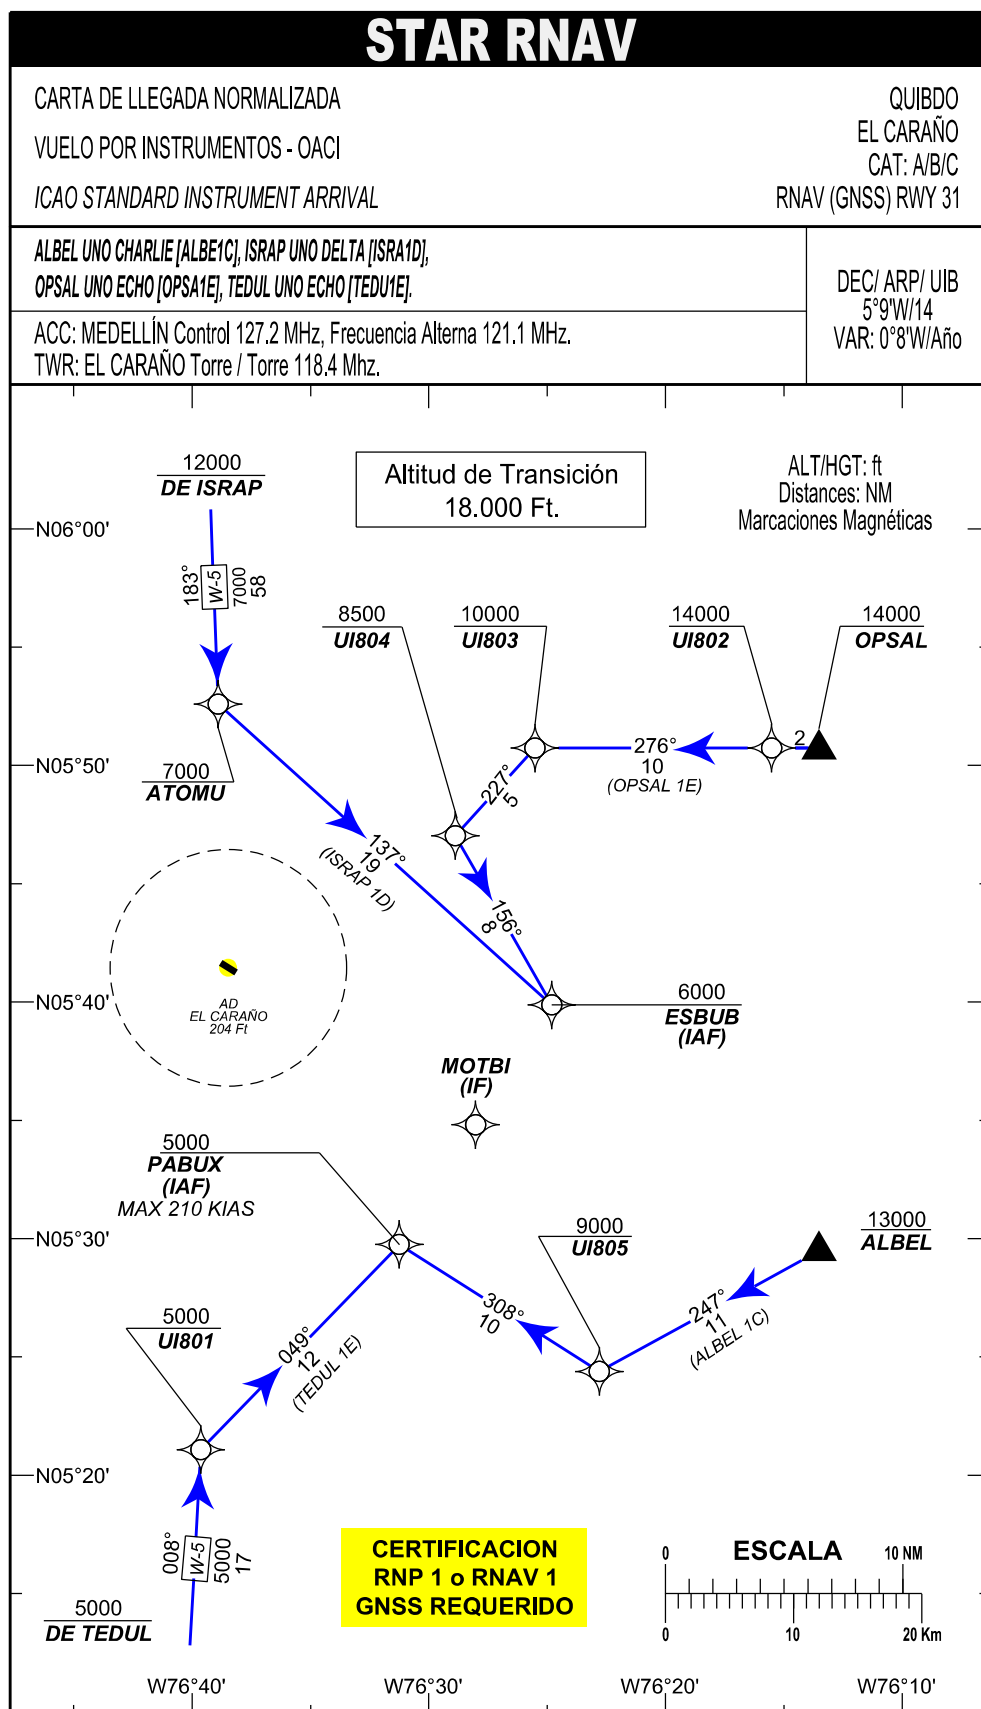 STAR RNAV
CARTA DE LLEGADA NORMALIZADA
VUELO POR INSTRUMENTOS - OACI
ICAO STANDARD INSTRUMENT ARRIVAL
QUIBDO
EL CARAÑO
CAT: A/B/C
RNAV (GNSS) RWY 31
ALBEL UNO CHARLIE [ALBE1C], ISRAP UNO DELTA [ISRA1D],
OPSAL UNO ECHO [OPSA1E], TEDUL UNO ECHO [TEDU1E].
ACC: MEDELLÍN Control 127.2 MHz, Frecuencia Alterna 121.1 MHz.
TWR: EL CARAÑO Torre / Torre 118.4 Mhz.
DEC/ ARP/ UIB
5°9'W/14
VAR: 0°8'W/Año
12000
DE ISRAP
Altitud de Transición
18.000 Ft.
ALT/HGT: ft
Distances: NM
Marcaciones Magnéticas
N06°00'
183°
W-5
7000
58
8500
UI804
10000
UI803
14000
UI802
14000
OPSAL
2
276°
10
(OPSAL 1E)
N05°50'
7000
ATOMU
227°
5
137°
19
(ISRAP 1D)
156°
8
AD
EL CARAÑO
204 Ft
N05°40'
6000
ESBUB
(IAF)
MOTBI
(IF)
5000
PABUX
(IAF)
MAX 210 KIAS
N05°30'
9000
UI805
13000
ALBEL
308°
10
247°
11
(ALBEL 1C)
5000
UI801
049°
12
(TEDUL 1E)
N05°20'
008°
W-5
5000
17
5000
DE TEDUL
CERTIFICACION
RNP 1 o RNAV 1
GNSS REQUERIDO
0 ESCALA 10 NM
0 10 20 Km
W76°40' W76°30' W76°20' W76°10'